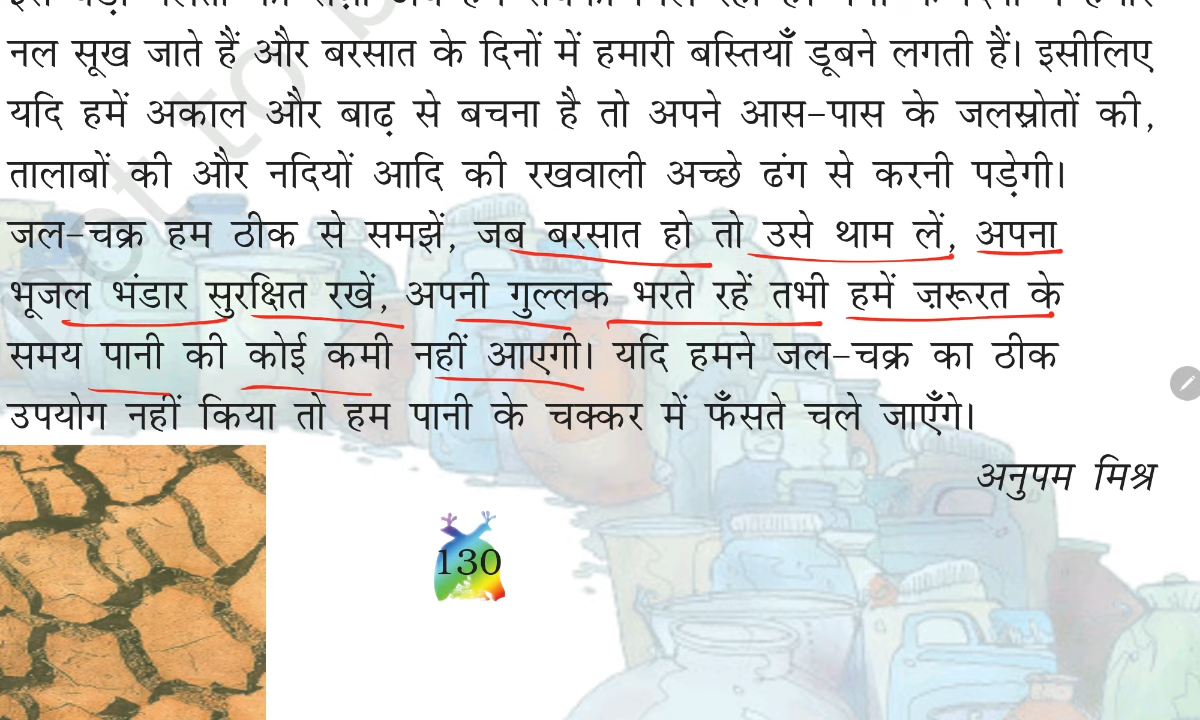 नल सूख जाते हैं और बरसात के दिनों में हमारी बस्तियाँ डूबने लगती हैं। इसीलिए
यदि हमें अकाल और बाढ़ से बचना है तो अपने आस-पास के जलस्रोतों की,
तालाबों की और नदियों आदि की रखवाली अच्छे ढंग से करनी पड़ेगी।
जल-चक्र हम ठीक से समझें, जब बरसात हो तो उसे थाम लें, अपना
भूजल भंडार सुरक्षित रखें, अपनी गुल्लक भरते रहें तभी हमें ज़रूरत के
समय पानी की कोई कमी नहीं आएगी। यदि हमने जल-चक्र का ठीक
उपयोग नहीं किया तो हम पानी के चक्कर में फँसते चले जाएँगे।
अनुपम मिश्र
130
not to b